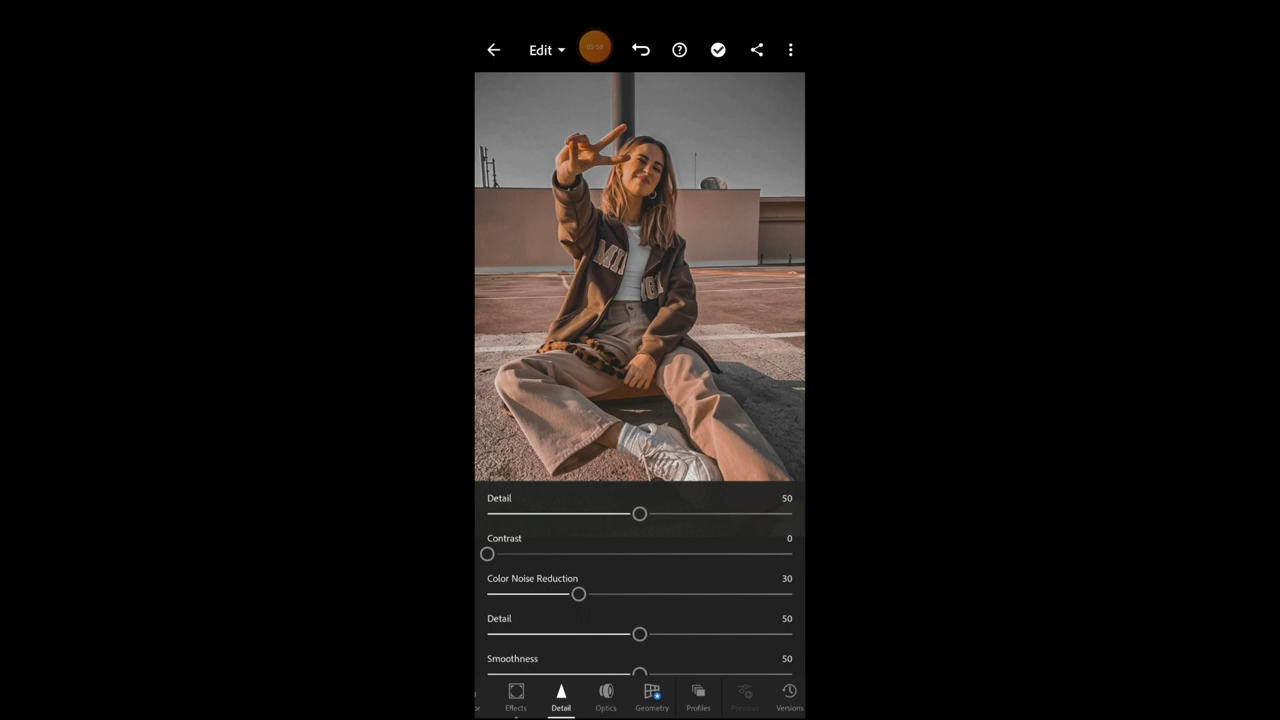 Edit
Detail 50
Contrast 0
Color Noise Reduction 30
Detail 50
Smoothness 50
Effects Detail Optics Geometry Profiles Previous Versions